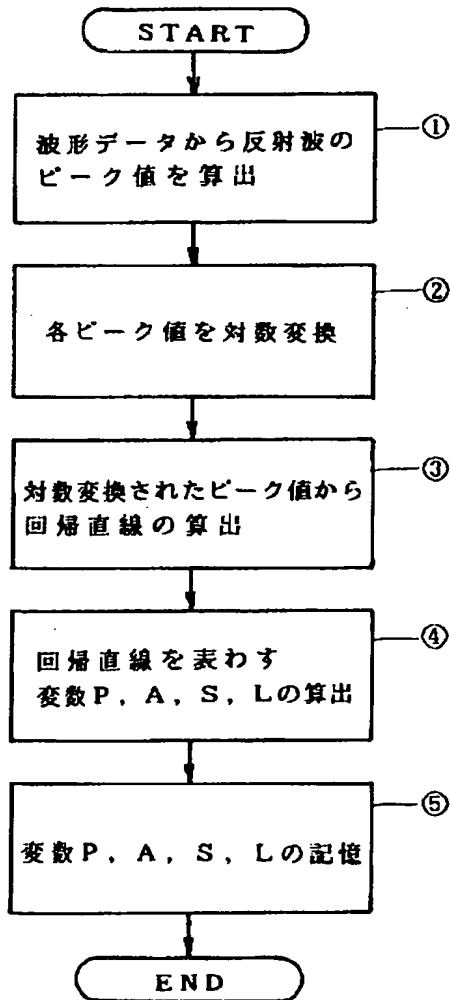 START
①
波形データから反射波の
ピーク値を算出
②
各ピーク値を対数変換
③
対数変換されたピーク値から
回帰直線の算出
④
回帰直線を表わす
変数P，A，S，Lの算出
⑤
変数P，A，S，Lの記憶
END